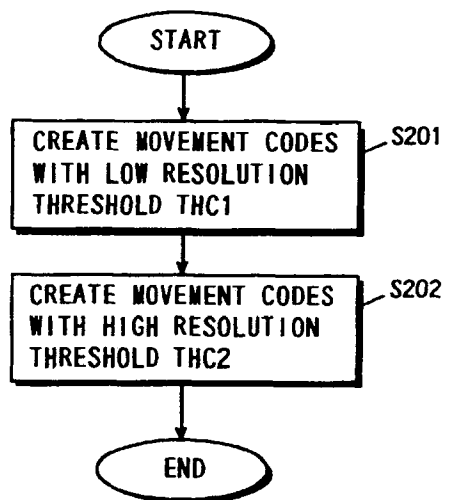 START
CREATE MOVEMENT CODES
WITH LOW RESOLUTION
THRESHOLD THC1
S201
CREATE MOVEMENT CODES
WITH HIGH RESOLUTION
THRESHOLD THC2
S202
END